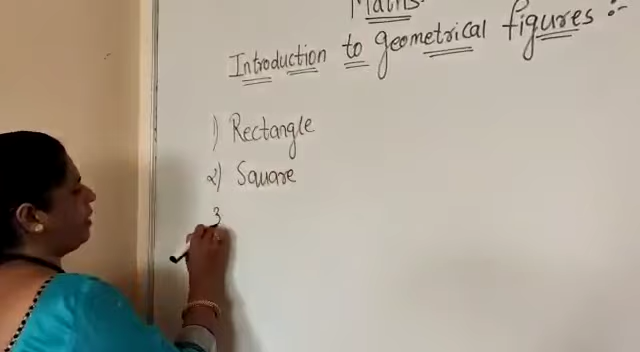 Maths.
Introduction to geometrical figures :-
1) Rectangle
2) Square
3